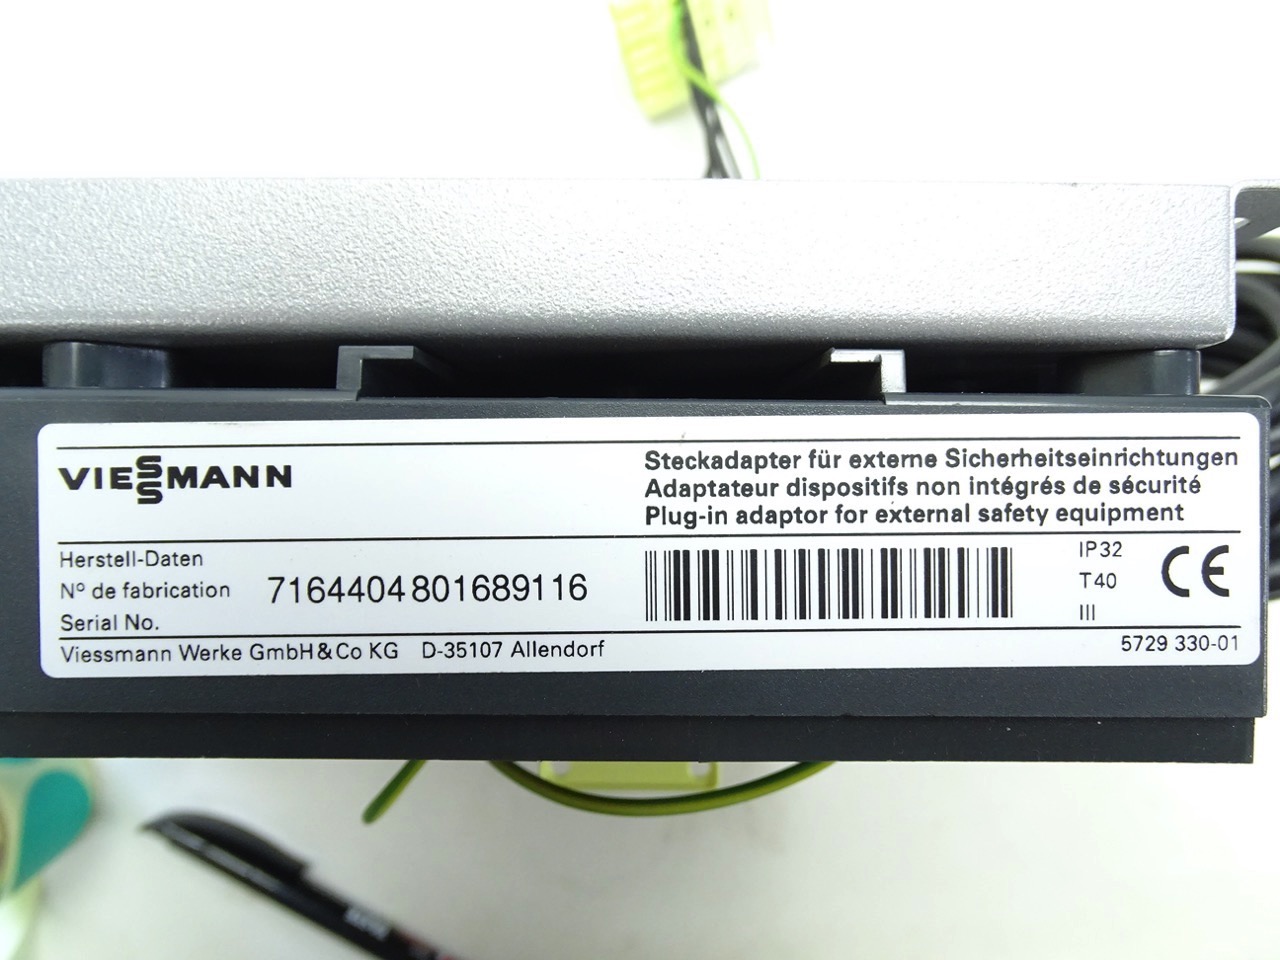 VIESSMANN
Steckadapter für externe Sicherheitseinrichtungen
Adaptateur dispositifs non intégrés de sécurité
Plug-in adaptor for external safety equipment
Herstell-Daten
Nº de fabrication
Serial No.
7164404801689116
IP32
T40
III
CE
Viessmann Werke GmbH&Co KG D-35107 Allendorf
5729 330-01